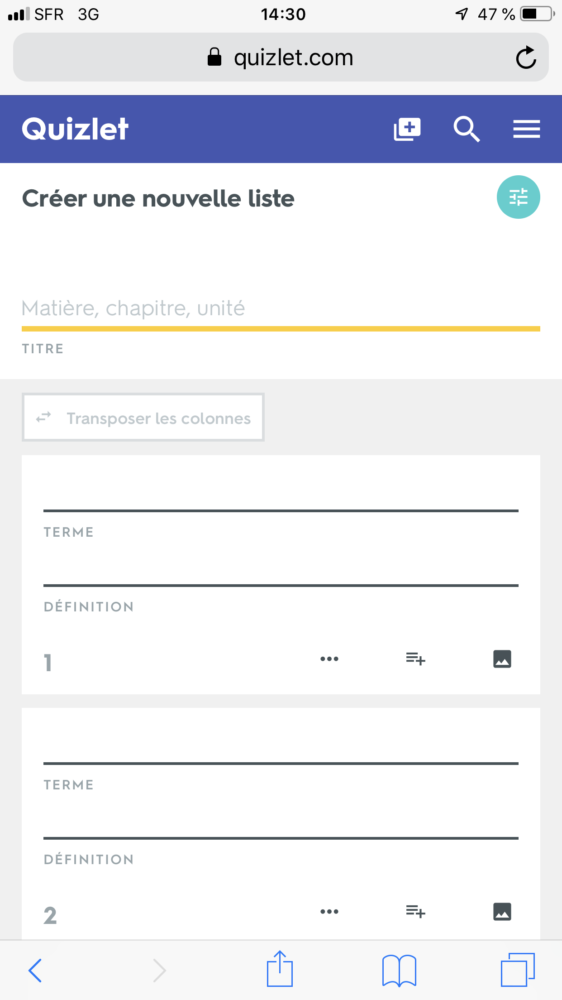 SFR 3G 14:30 47 %
quizlet.com
Quizlet
Créer une nouvelle liste
Matière, chapitre, unité
TITRE
Transposer les colonnes
TERME
DÉFINITION
1
TERME
DÉFINITION
2